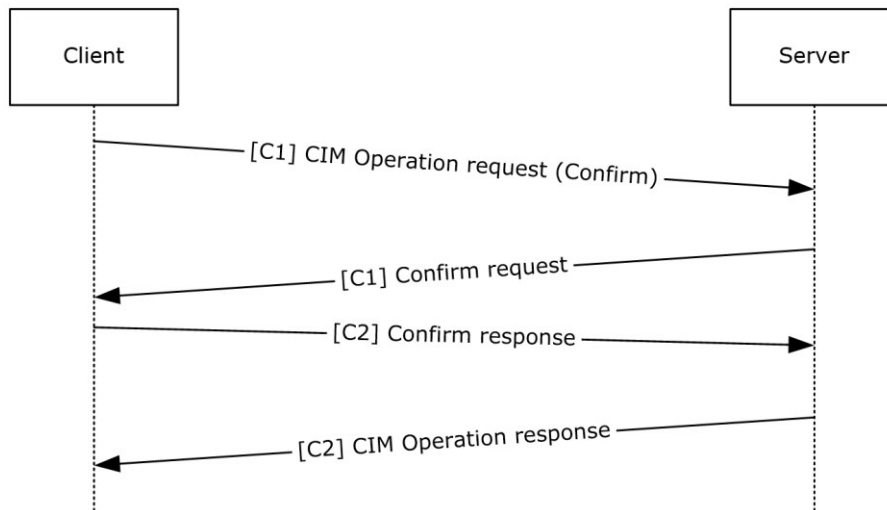 Client
Server
[C1] CIM Operation request (Confirm)
[C1] Confirm request
[C2] Confirm response
[C2] CIM Operation response